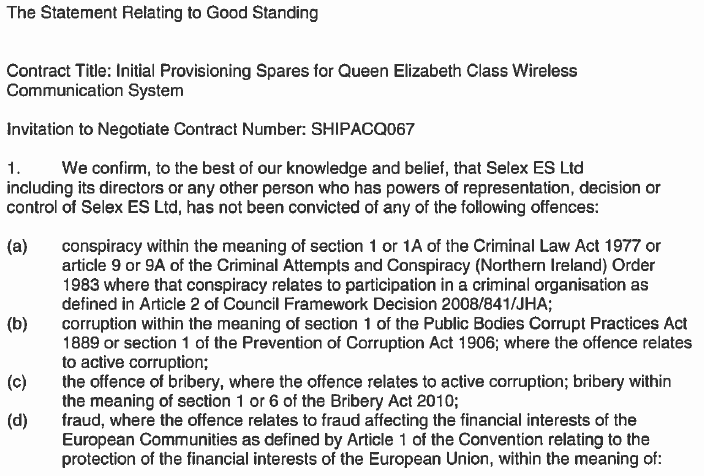 The Statement Relating to Good Standing
Contract Title: Initial Provisioning Spares for Queen Elizabeth Class Wireless
Communication System
Invitation to Negotiate Contract Number: SHIPACQ067
1. We confirm, to the best of our knowledge and belief, that Selex ES Ltd
including its directors or any other person who has powers of representation, decision or
control of Selex ES Ltd, has not been convicted of any of the following offences:
(a) conspiracy within the meaning of section 1 or 1A of the Criminal Law Act 1977 or
article 9 or 9A of the Criminal Attempts and Conspiracy (Northern Ireland) Order
1983 where that conspiracy relates to participation in a criminal organisation as
defined in Article 2 of Council Framework Decision 2008/841/JHA;
(b) corruption within the meaning of section 1 of the Public Bodies Corrupt Practices Act
1889 or section 1 of the Prevention of Corruption Act 1906; where the offence relates
to active corruption;
(c) the offence of bribery, where the offence relates to active corruption; bribery within
the meaning of section 1 or 6 of the Bribery Act 2010;
(d) fraud, where the offence relates to fraud affecting the financial interests of the
European Communities as defined by Article 1 of the Convention relating to the
protection of the financial interests of the European Union, within the meaning of: